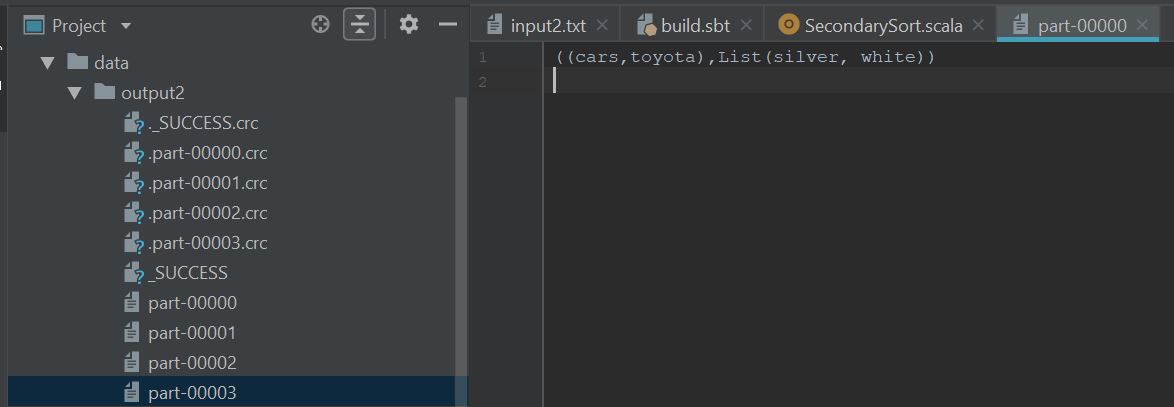 Project
data
output2
._SUCCESS.crc
.part-00000.crc
.part-00001.crc
.part-00002.crc
.part-00003.crc
_SUCCESS
part-00000
part-00001
part-00002
part-00003
input2.txt build.sbt SecondarySort.scala part-00000
1 ((cars,toyota),List(silver, white))
2